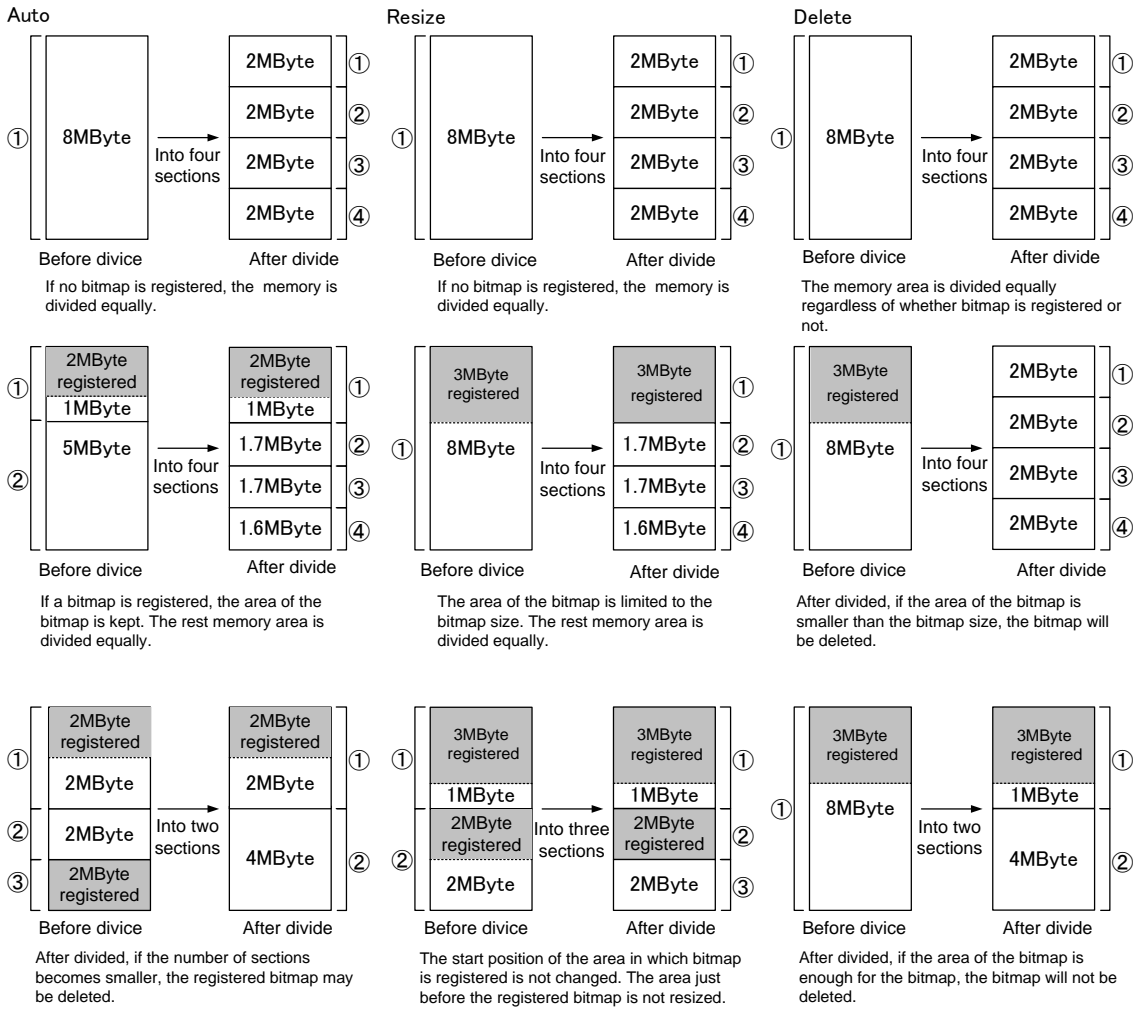 Auto
①
8MByte
Into four
sections
2MByte
①
2MByte
②
2MByte
③
2MByte
④
Before divice
After divide
If no bitmap is registered, the  memory is
divided equally.
Resize
①
8MByte
Into four
sections
2MByte
①
2MByte
②
2MByte
③
2MByte
④
Before divice
After divide
If no bitmap is registered, the  memory is
divided equally.
Delete
①
8MByte
Into four
sections
2MByte
①
2MByte
②
2MByte
③
2MByte
④
Before divice
After divide
The memory area is divided equally
regardless of whether bitmap is registered or
not.
①
2MByte
registered
1MByte
②
5MByte
Into four
sections
2MByte
registered
1MByte
①
1.7MByte
②
1.7MByte
③
1.6MByte
④
Before divice
After divide
If a bitmap is registered, the area of the
bitmap is kept. The rest memory area is
divided equally.
①
3MByte
registered
8MByte
Into four
sections
3MByte
registered
①
1.7MByte
②
1.7MByte
③
1.6MByte
④
Before divice
After divide
The area of the bitmap is limited to the
bitmap size. The rest memory area is
divided equally.
①
3MByte
registered
8MByte
Into four
sections
2MByte
①
2MByte
②
2MByte
③
2MByte
④
Before divice
After divide
After divided, if the area of the bitmap is
smaller than the bitmap size, the bitmap will
be deleted.
①
2MByte
registered
2MByte
②
2MByte
③
2MByte
registered
Into two
sections
2MByte
registered
2MByte
①
4MByte
②
Before divice
After divide
After divided, if the number of sections
becomes smaller, the registered bitmap may
be deleted.
①
3MByte
registered
1MByte
②
2MByte
registered
2MByte
Into three
sections
3MByte
registered
1MByte
①
2MByte
registered
②
2MByte
③
Before divice
After divide
The start position of the area in which bitmap
is registered is not changed. The area just
before the registered bitmap is not resized.
①
3MByte
registered
8MByte
Into two
sections
3MByte
registered
1MByte
①
4MByte
②
Before divice
After divide
After divided, if the area of the bitmap is
enough for the bitmap, the bitmap will not be
deleted.